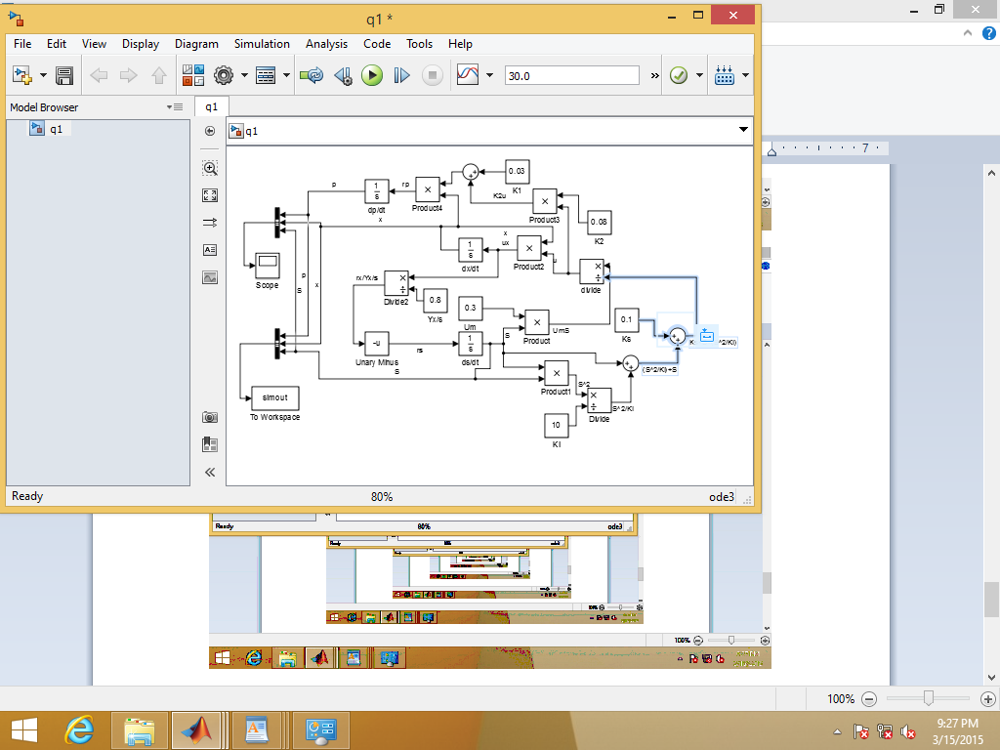 q1 *
File Edit View Display Diagram Simulation Analysis Code Tools Help
30.0
»
Model Browser
q1
q1
q1
7
p
rp
0.03
K1
K2u
1
s
dp/dt
x
×
Product4
×
Product3
0.08
K2
x
ux
1
s
dx/dt
×
Product2
u
×
÷
divide
Scope
p
S
x
rx/Yx/s
×
÷
Divide2
0.8
Yx/s
0.3
Um
×
Product
UmS
0.1
Ks
-u
Unary Minus
S
rs
1
s
ds/dt
S
(S^2/KI)+S
×
Product1
S^2
×
÷
Divide
S^2/KI
10
KI
simout
To Workspace
Ready
80%
ode3
Ready
80%
ode3
100%
100%
9:27 PM
3/15/2015